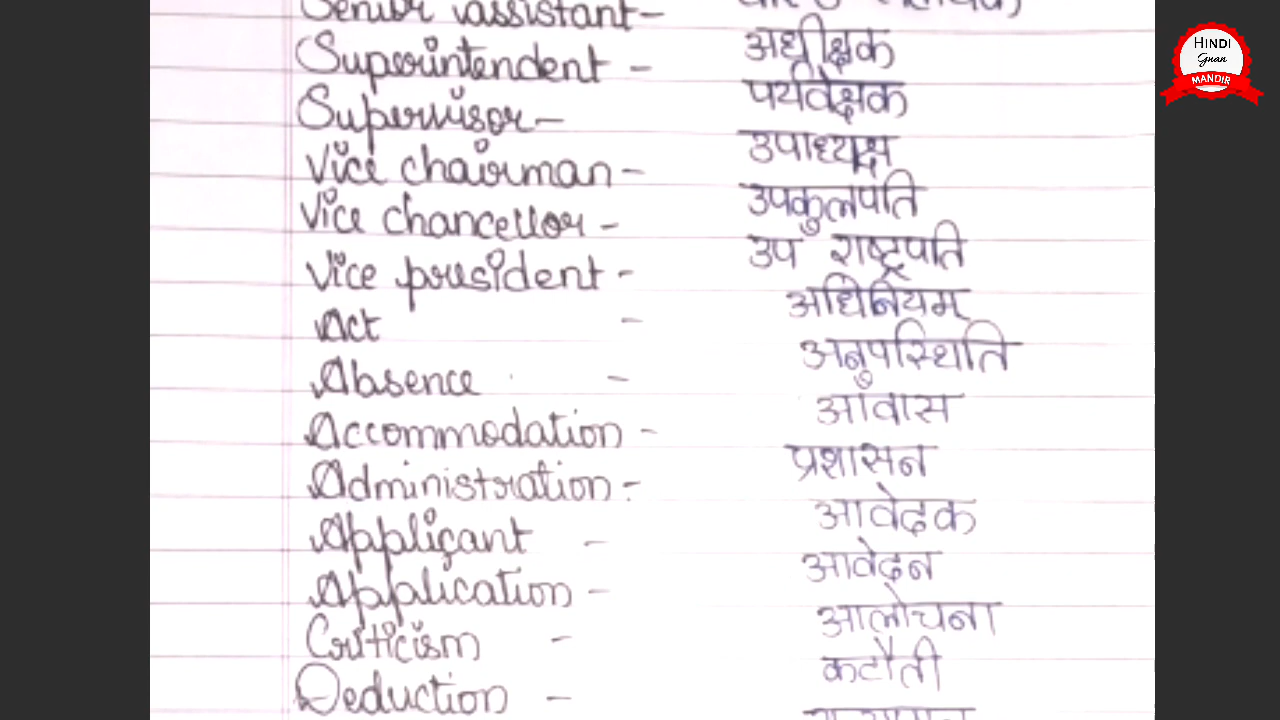 Senior assistant-
Superintendent - अधीक्षक
Supervisor- पर्यवेक्षक
Vice chairman- उपाध्यक्ष
Vice chancellor- उपकुलपति
Vice president- उप राष्ट्रपति
Act - अधिनियम
Absence - अनुपस्थिति
Accommodation - आवास
Administration - प्रशासन
Applicant - आवेदक
Application - आवेदन
Criticism - आलोचना
Deduction - कटौती
HINDI
Gyan
MANDIR